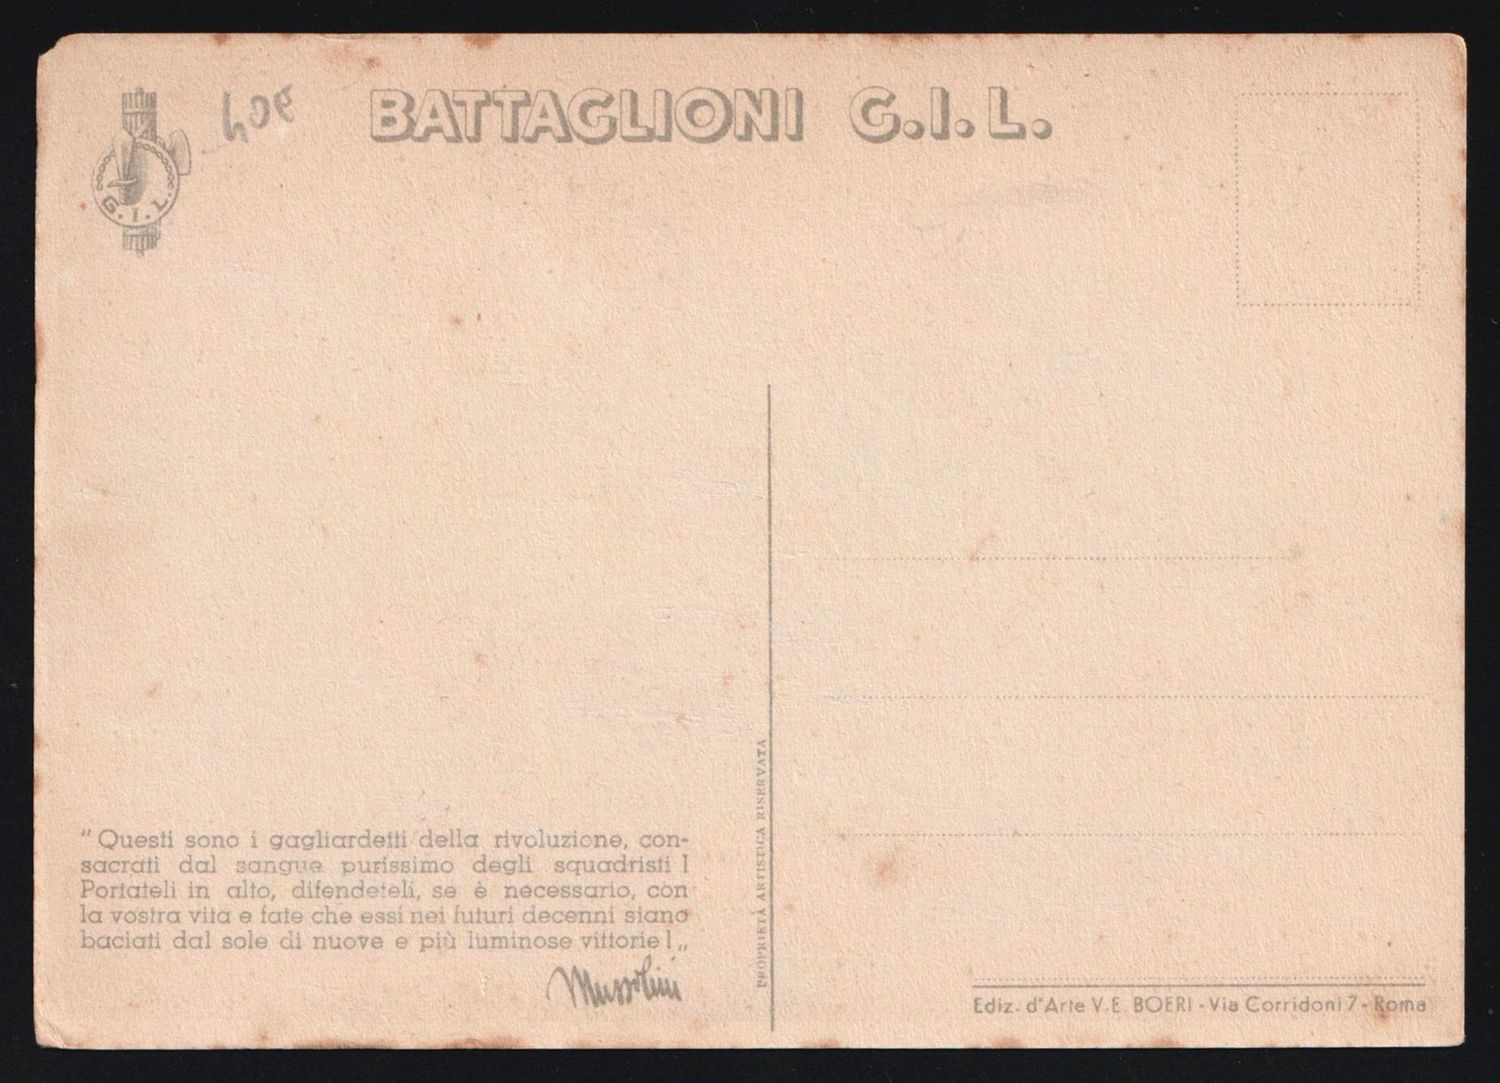 40e
BATTAGLIONI G.I.L.
G.I.L.
“Questi sono i gagliardetti della rivoluzione, con-
sacrati dal sangue purissimo degli squadristi !
Portateli in alto, difendeteli, se è necessario, con
la vostra vita e fate che essi nei futuri decenni siano
baciati dal sole di nuove e più luminose vittorie !„
Mussolini
PROPRIETÀ ARTISTICA RISERVATA
Ediz. d'Arte V. E. BOERI - Via Corridoni 7 - Roma